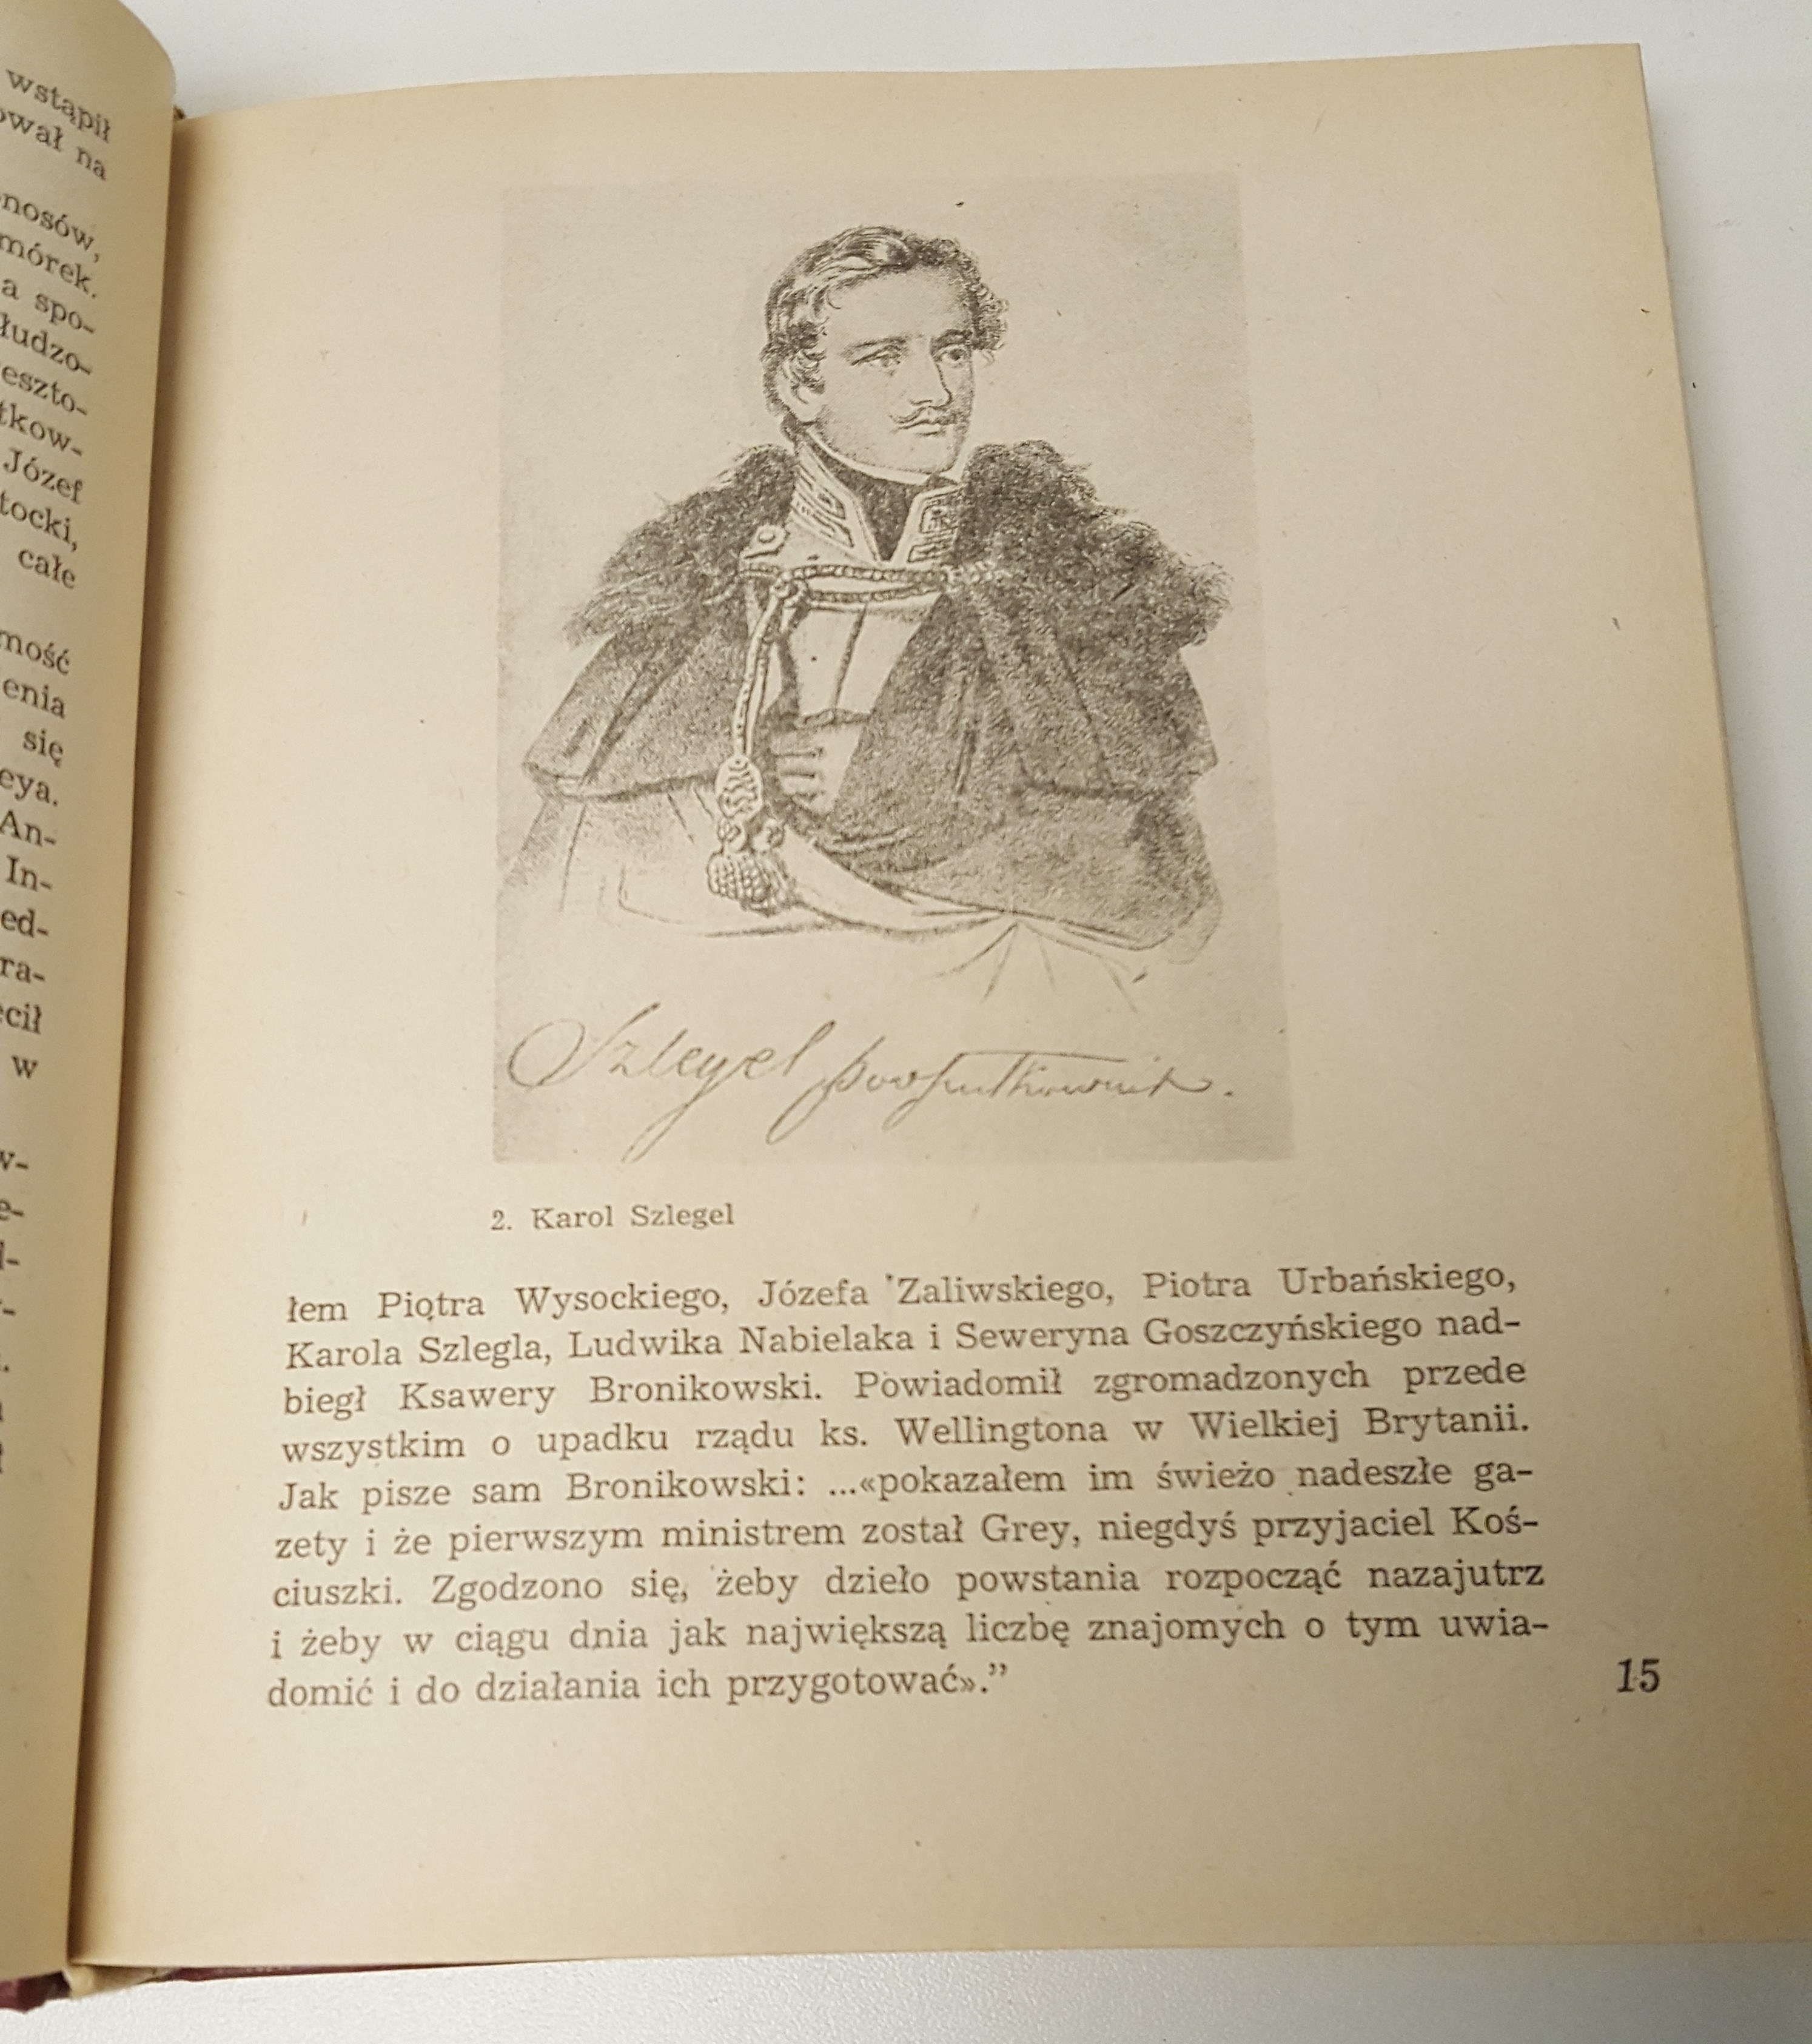 wstąpił
ował na
nosów,
mórek.
a spo-
łudzo-
eszto-
tkow-
Józef
tocki,
całe
mość
enia
się
eya.
An-
In-
ed-
ra-
ecił
w
w-
e-
Szlegel podpułkownik.
2. Karol Szlegel
łem Piotra Wysockiego, Józefa Zaliwskiego, Piotra Urbańskiego,
Karola Szlegla, Ludwika Nabielaka i Seweryna Goszczyńskiego nad-
biegł Ksawery Bronikowski. Powiadomił zgromadzonych przede
wszystkim o upadku rządu ks. Wellingtona w Wielkiej Brytanii.
Jak pisze sam Bronikowski: ...«pokazałem im świeżo nadeszłe ga-
zety i że pierwszym ministrem został Grey, niegdyś przyjaciel Koś-
ciuszki. Zgodzono się, żeby dzieło powstania rozpocząć nazajutrz
i żeby w ciągu dnia jak największą liczbę znajomych o tym uwia-
domić i do działania ich przygotować».”
15